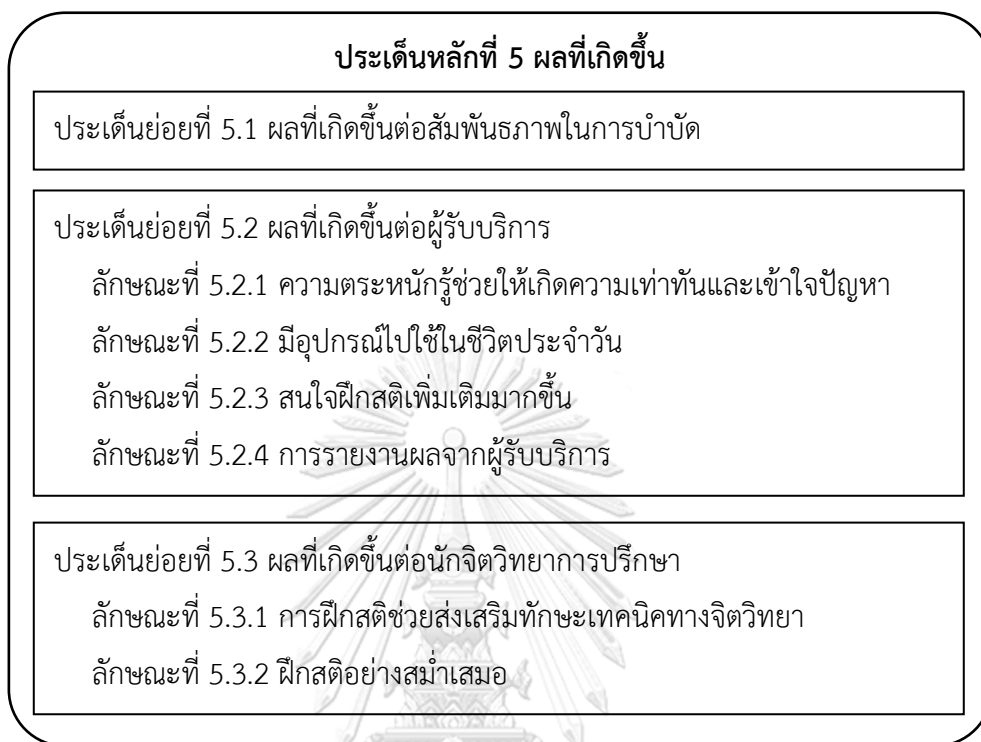 ประเด็นหลักที่ 5 ผลที่เกิดขึ้น
ประเด็นย่อยที่ 5.1 ผลที่เกิดขึ้นต่อสัมพันธภาพในการบำบัด
ประเด็นย่อยที่ 5.2 ผลที่เกิดขึ้นต่อผู้รับบริการ
ลักษณะที่ 5.2.1 ความตระหนักรู้ช่วยให้เกิดความเท่าทันและเข้าใจปัญหา
ลักษณะที่ 5.2.2 มีอุปกรณ์ไปใช้ในชีวิตประจำวัน
ลักษณะที่ 5.2.3 สนใจฝึกสติเพิ่มเติมมากขึ้น
ลักษณะที่ 5.2.4 การรายงานผลจากผู้รับบริการ
ประเด็นย่อยที่ 5.3 ผลที่เกิดขึ้นต่อนักจิตวิทยาการปรึกษา
ลักษณะที่ 5.3.1 การฝึกสติช่วยส่งเสริมทักษะเทคนิคทางจิตวิทยา
ลักษณะที่ 5.3.2 ฝึกสติอย่างสม่ำเสมอ